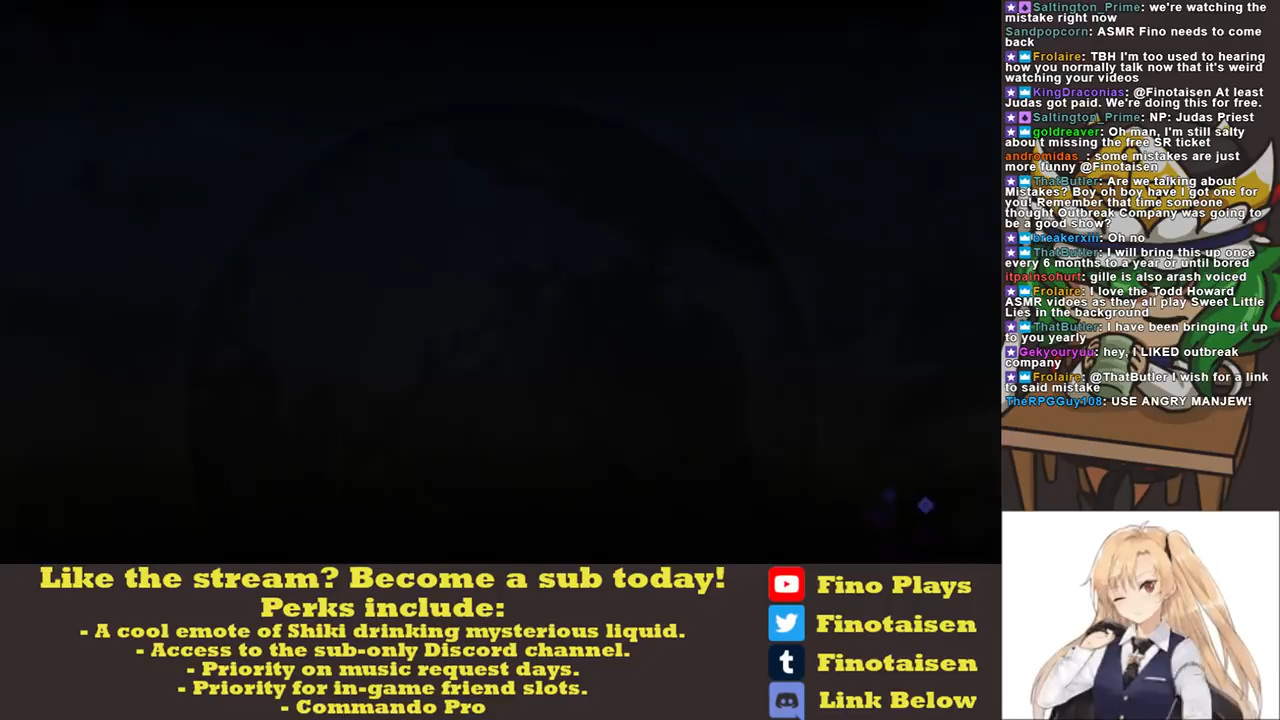 Saltington_Prime: we're watching the
mistake right now
Sandpopcorn: ASMR Fino needs to come
back
Frolaire: TBH I'm too used to hearing
how you normally talk now that it's weird
watching your videos
KingDraconias: @Finotaisen At least
Judas got paid. We're doing this for free.
Saltington_Prime: NP: Judas Priest
goldreaver: Oh man, I'm still salty
about missing the free SR ticket
andromidas_: some mistakes are just
more funny @Finotaisen
ThatButler: Are we talking about
Mistakes? Boy oh boy have I got one for
you! Remember that time someone
thought Outbreak Company was going to
be a good show?
breakerxiii: Oh no
ThatButler: I will bring this up once
every 6 months to a year or until bored
itpainsohurt: gille is also arash voiced
Frolaire: I love the Todd Howard
ASMR vidoes as they all play Sweet Little
Lies in the background
ThatButler: I have been bringing it up
to you yearly
Gekyouryuu: hey, I LIKED outbreak
company
Frolaire: @ThatButler I wish for a link
to said mistake
TheRPGGuy108: USE ANGRY MANJEW!
Like the stream? Become a sub today!
Perks include:
- A cool emote of Shiki drinking mysterious liquid.
- Access to the sub-only Discord channel.
- Priority on music request days.
- Priority for in-game friend slots.
- Commando Pro
Fino Plays
Finotaisen
Finotaisen
Link Below